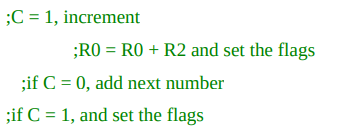 ;C = 1, increment
;R0 = R0 + R2 and set the flags
;if C = 0, add next number
;if C = 1, and set the flags